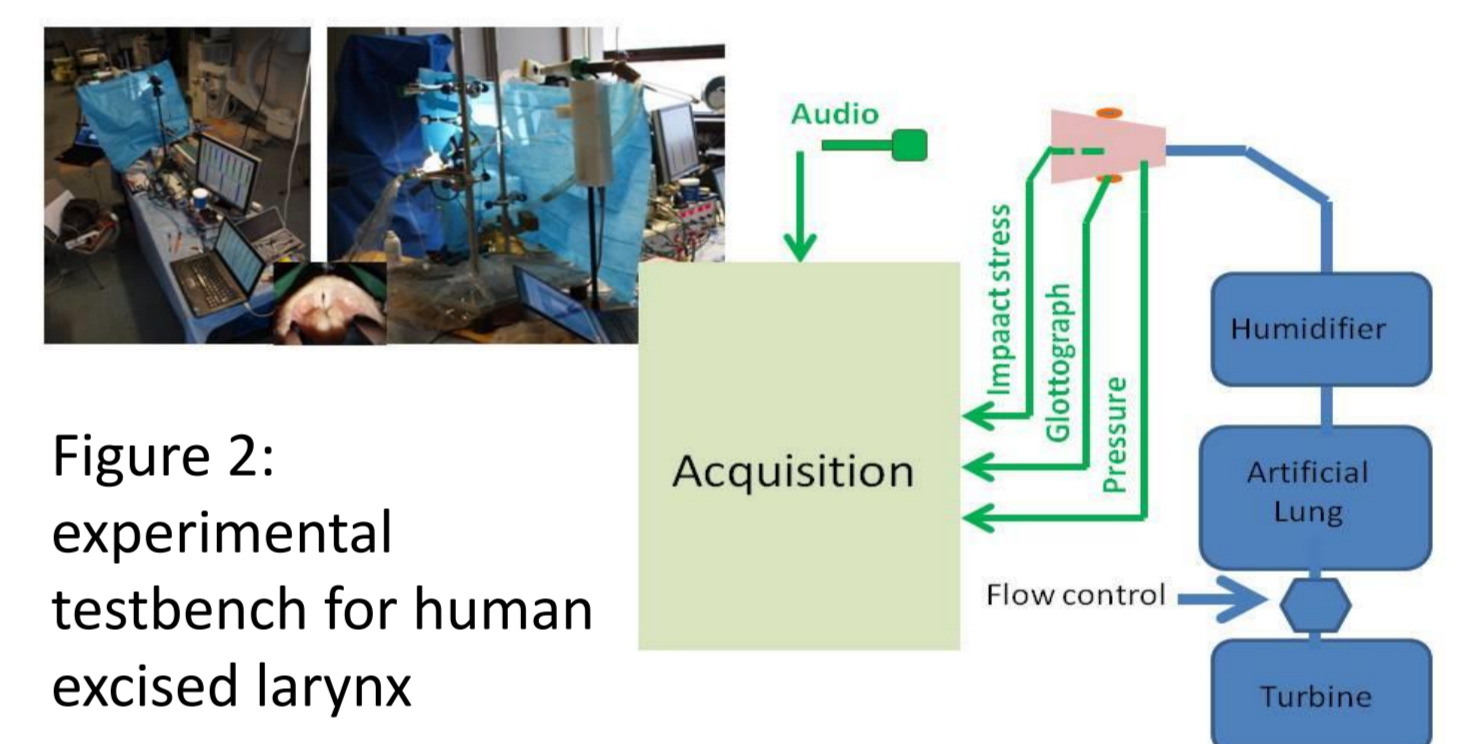 Audio
Impaact stress
Glottograph
Pressure
Humidifier
Acquisition
Artificial
Lung
Flow control
Turbine
Figure 2:
experimental
testbench for human
excised larynx